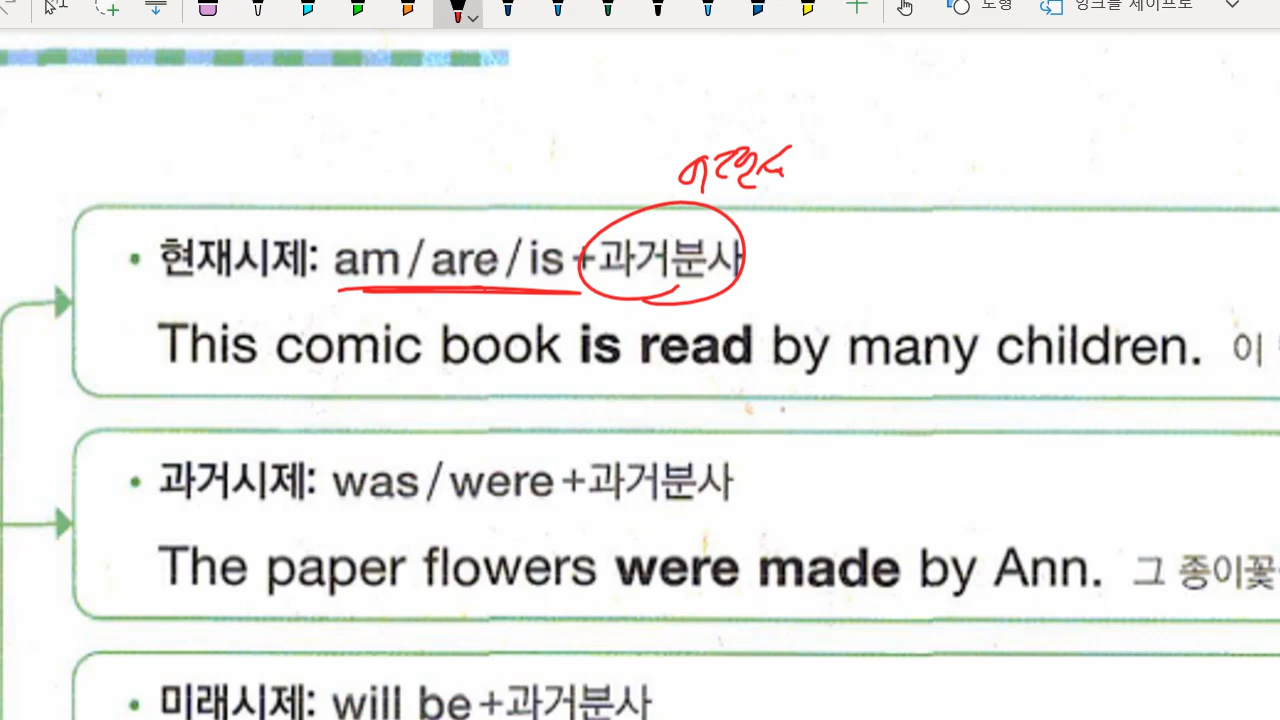 현재시제: am / are / is +과거분사
This comic book is read by many children. 이
과거시제: was / were +과거분사
The paper flowers were made by Ann. 그 종이꽃
미래시제: will be +과거분사